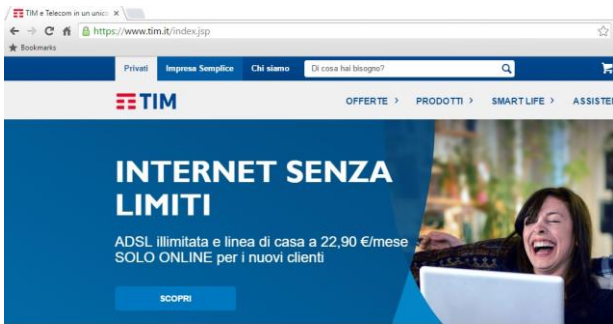 TIM e Telecom in un unico
https://www.tim.it/index.jsp
Bookmarks
Privati Impresa Semplice Chi siamo Di cosa hai bisogno?
TIM OFFERTE > PRODOTTI > SMART LIFE > ASSISTE
INTERNET SENZA
LIMITI
ADSL illimitata e linea di casa a 22,90 €/mese
SOLO ONLINE per i nuovi clienti
SCOPRI